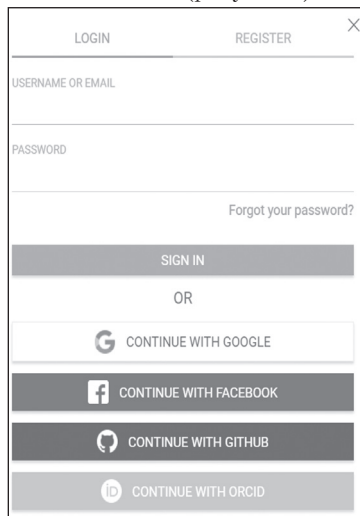 LOGIN
REGISTER
USERNAME OR EMAIL
PASSWORD
Forgot your password?
SIGN IN
OR
G CONTINUE WITH GOOGLE
f CONTINUE WITH FACEBOOK
CONTINUE WITH GITHUB
iD CONTINUE WITH ORCID